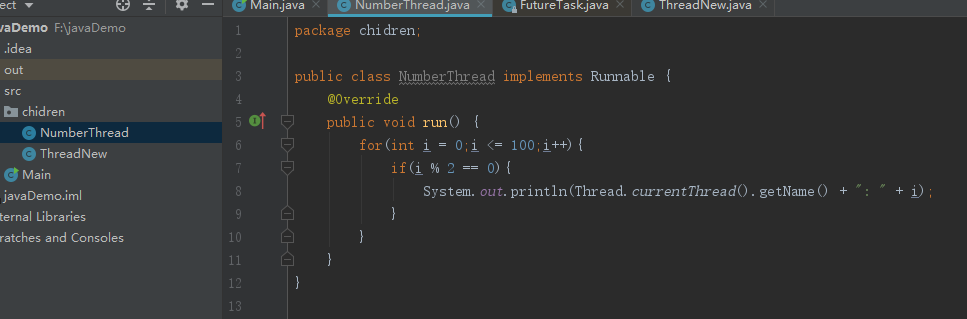 ect
Main.java
NumberThread.java
FutureTask.java
ThreadNew.java
vaDemo F:\javaDemo
.idea
out
src
chidren
NumberThread
ThreadNew
Main
javaDemo.iml
ternal Libraries
ratches and Consoles
1 package chidren;
2
3 public class NumberThread implements Runnable {
4 @Override
5 public void run() {
6 for(int i = 0;i <= 100;i++){
7 if(i % 2 == 0){
8 System.out.println(Thread.currentThread().getName() + ": " + i);
9 }
10 }
11 }
12 }
13